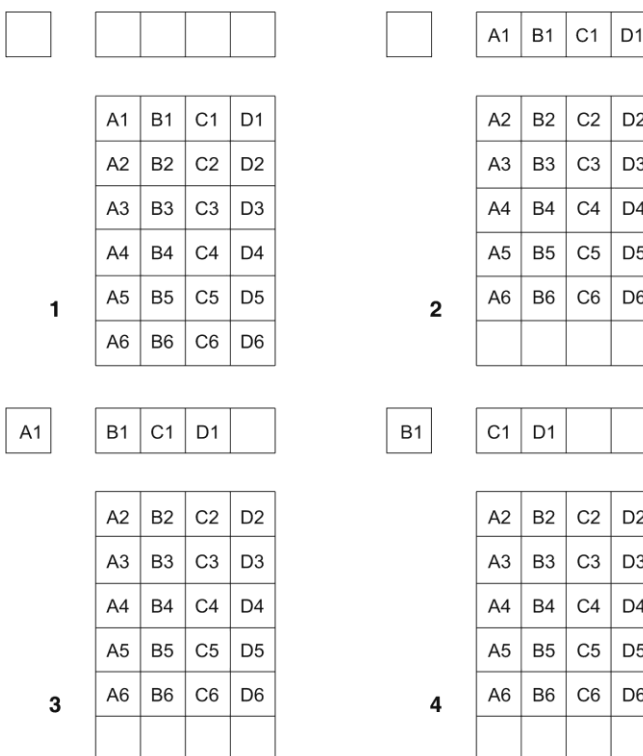 A1 B1 C1 D1
A2 B2 C2 D2
A3 B3 C3 D3
A4 B4 C4 D4
A5 B5 C5 D5
1
A6 B6 C6 D6
A1 B1 C1 D1
A2 B2 C2 D2
A3 B3 C3 D3
A4 B4 C4 D4
A5 B5 C5 D5
A6 B6 C6 D6
2
A1 B1 C1 D1
A2 B2 C2 D2
A3 B3 C3 D3
A4 B4 C4 D4
A5 B5 C5 D5
A6 B6 C6 D6
3
B1 C1 D1
A2 B2 C2 D2
A3 B3 C3 D3
A4 B4 C4 D4
A5 B5 C5 D5
A6 B6 C6 D6
4